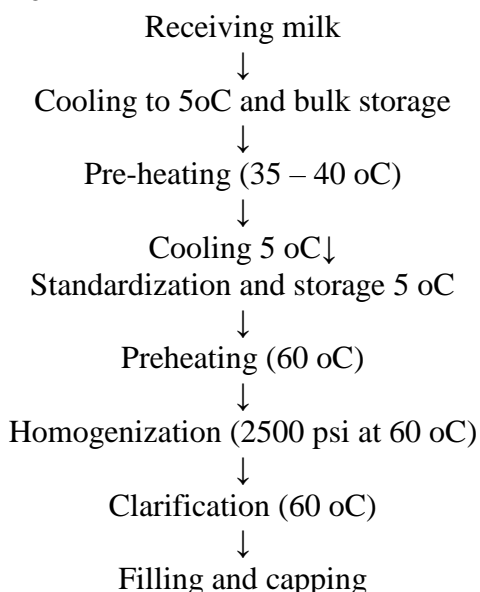 Receiving milk
↓
Cooling to 5oC and bulk storage
↓
Pre-heating (35 – 40 oC)
↓
Cooling 5 oC↓
Standardization and storage 5 oC
↓
Preheating (60 oC)
↓
Homogenization (2500 psi at 60 oC)
↓
Clarification (60 oC)
↓
Filling and capping